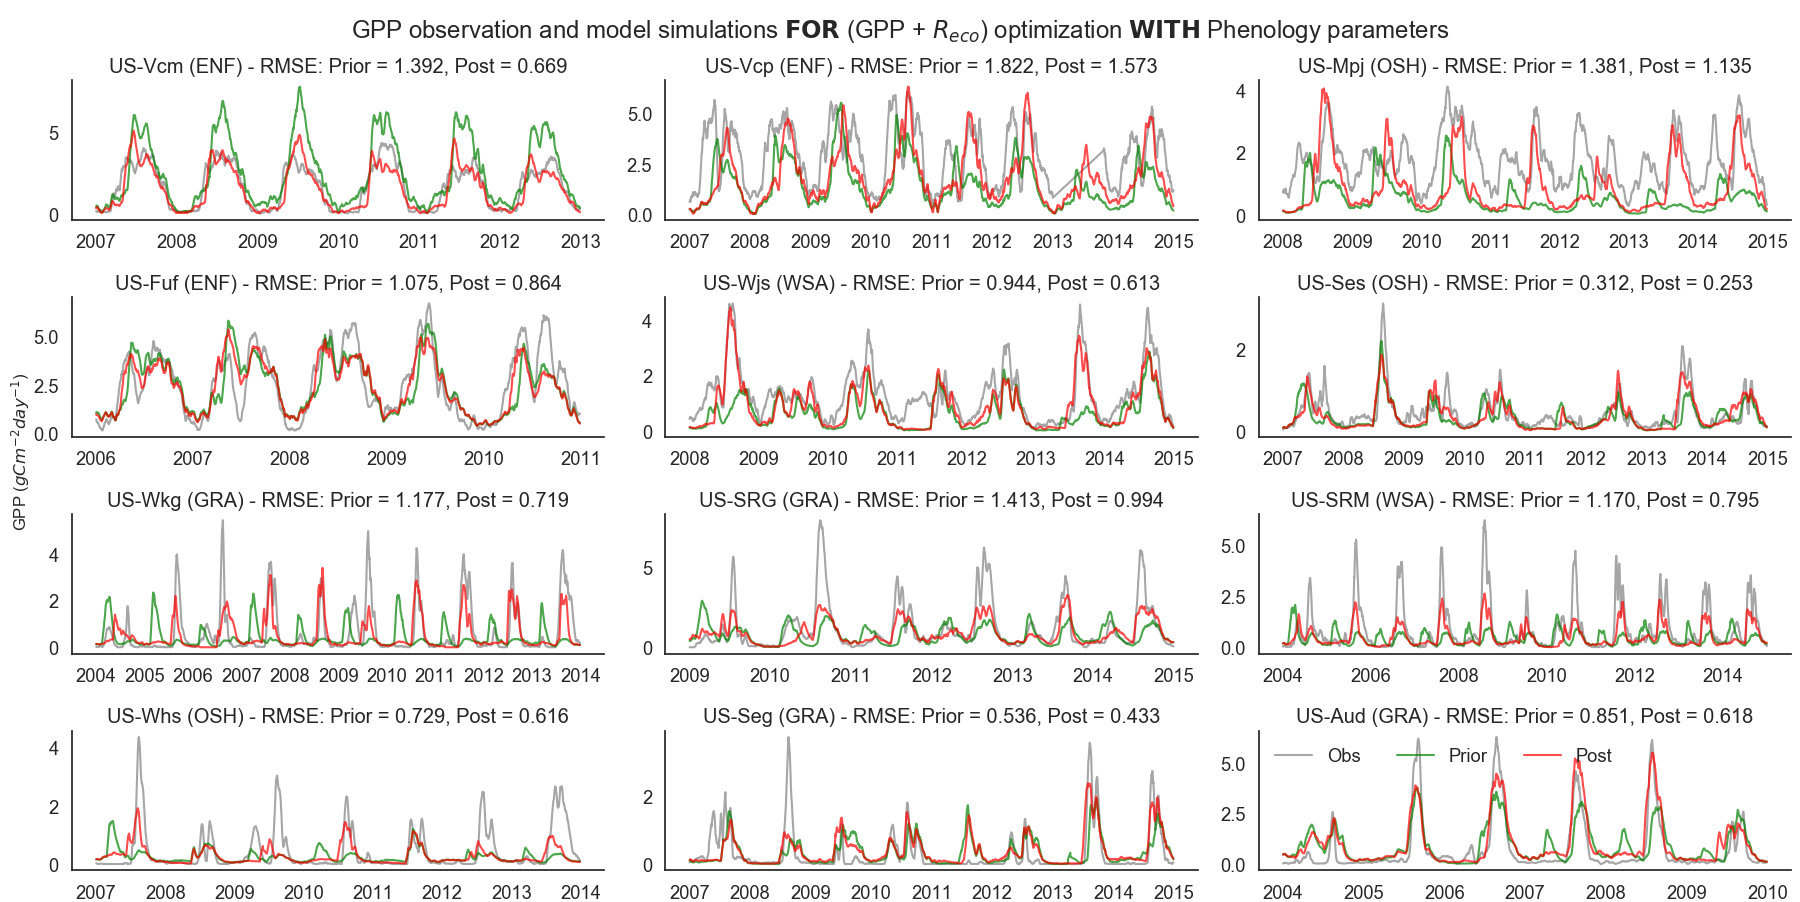 GPP observation and model simulations FOR (GPP + R_eco) optimization WITH Phenology parameters
US-Vcm (ENF) - RMSE: Prior = 1.392, Post = 0.669
5
0
2007 2008 2009 2010 2011 2012 2013
US-Vcp (ENF) - RMSE: Prior = 1.822, Post = 1.573
5.0
2.5
0.0
2007 2008 2009 2010 2011 2012 2013 2014 2015
US-Mpj (OSH) - RMSE: Prior = 1.381, Post = 1.135
4
2
0
2008 2009 2010 2011 2012 2013 2014 2015
GPP (gCm⁻²day⁻¹)
US-Fuf (ENF) - RMSE: Prior = 1.075, Post = 0.864
5.0
2.5
0.0
2006 2007 2008 2009 2010 2011
US-Wjs (WSA) - RMSE: Prior = 0.944, Post = 0.613
4
2
0
2008 2009 2010 2011 2012 2013 2014 2015
US-Ses (OSH) - RMSE: Prior = 0.312, Post = 0.253
2
0
2007 2008 2009 2010 2011 2012 2013 2014 2015
US-Wkg (GRA) - RMSE: Prior = 1.177, Post = 0.719
4
2
0
2004 2005 2006 2007 2008 2009 2010 2011 2012 2013 2014
US-SRG (GRA) - RMSE: Prior = 1.413, Post = 0.994
5
0
2009 2010 2011 2012 2013 2014 2015
US-SRM (WSA) - RMSE: Prior = 1.170, Post = 0.795
5.0
2.5
0.0
2004 2006 2008 2010 2012 2014
US-Whs (OSH) - RMSE: Prior = 0.729, Post = 0.616
4
2
0
2007 2008 2009 2010 2011 2012 2013 2014
US-Seg (GRA) - RMSE: Prior = 0.536, Post = 0.433
2
0
2007 2008 2009 2010 2011 2012 2013 2014 2015
US-Aud (GRA) - RMSE: Prior = 0.851, Post = 0.618
Obs Prior Post
5.0
2.5
0.0
2004 2005 2006 2007 2008 2009 2010